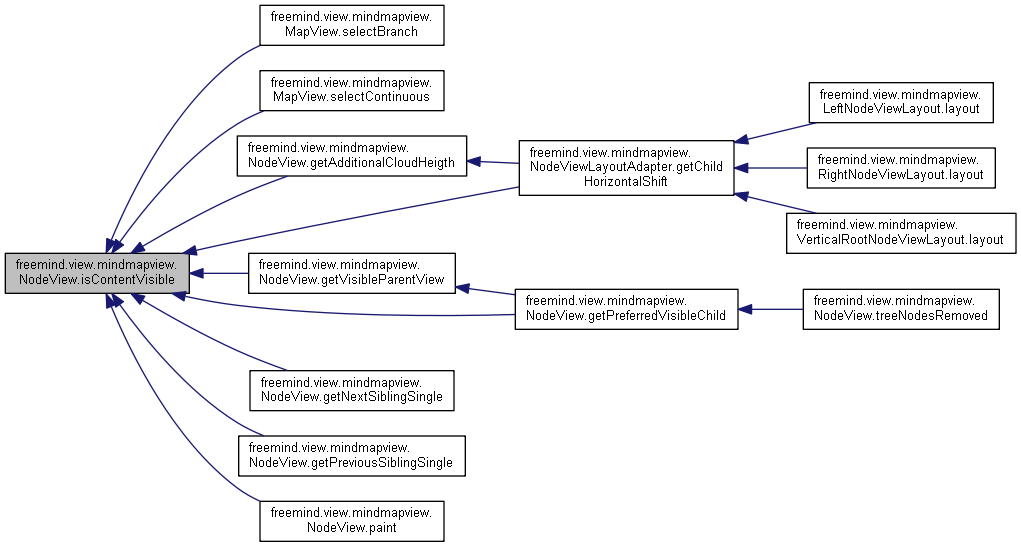 freemind.view.mindmapview.
MapView.selectBranch
freemind.view.mindmapview.
MapView.selectContinuous
freemind.view.mindmapview.
NodeView.getAdditionalCloudHeigth
freemind.view.mindmapview.
NodeViewLayoutAdapter.getChild
HorizontalShift
freemind.view.mindmapview.
LeftNodeViewLayout.layout
freemind.view.mindmapview.
RightNodeViewLayout.layout
freemind.view.mindmapview.
VerticalRootNodeViewLayout.layout
freemind.view.mindmapview.
NodeView.isContentVisible
freemind.view.mindmapview.
NodeView.getVisibleParentView
freemind.view.mindmapview.
NodeView.getPreferredVisibleChild
freemind.view.mindmapview.
NodeView.treeNodesRemoved
freemind.view.mindmapview.
NodeView.getNextSiblingSingle
freemind.view.mindmapview.
NodeView.getPreviousSiblingSingle
freemind.view.mindmapview.
NodeView.paint